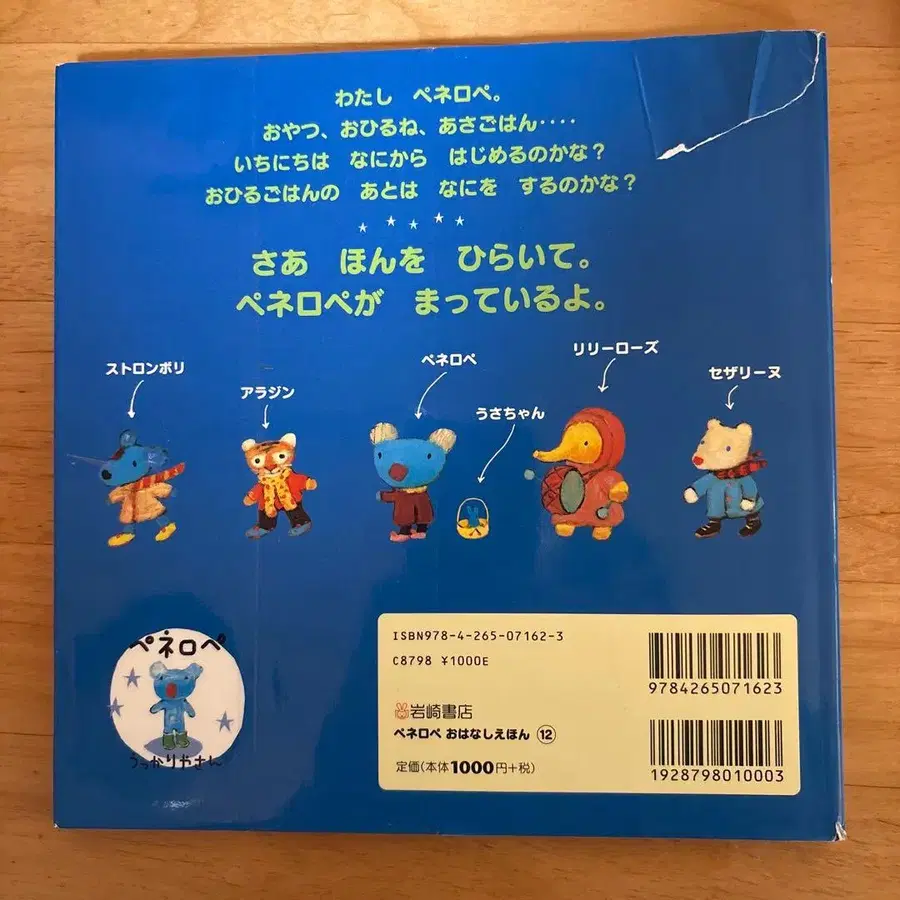 わたし ペネロペ。
おやつ、おひるね、あさごはん‥‥
いちにちは なにから はじめるのかな?
おひるごはんの あとは なにを するのかな?
さあ ほんを ひらいて。
ペネロペが まっているよ。
ストロンボリ
アラジン
ペネロペ
うさちゃん
リリーローズ
セザリーヌ
ペネロペ
うっかりやさん
ISBN978-4-265-07162-3
C8798 ¥1000E
岩崎書店
ペネロペ おはなしえほん ⑫
定価(本体1000円+税)
9784265071623
1928798010003